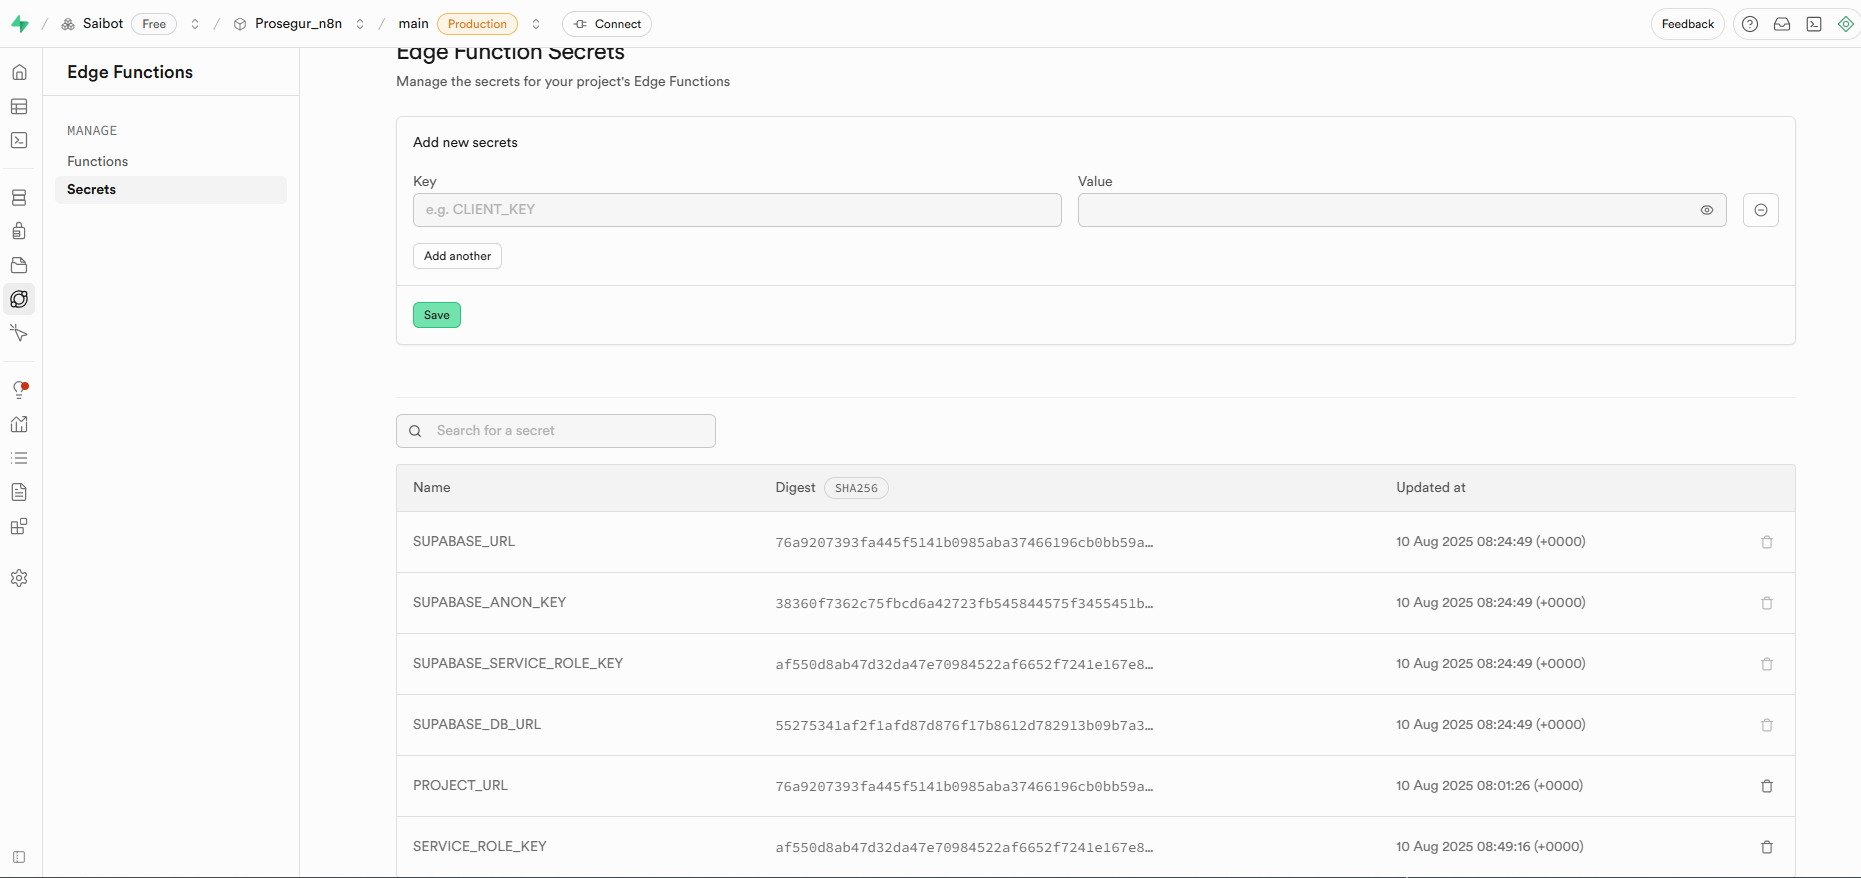 / Saibot Free / Prosegur_n8n / main Production Connect Feedback
Edge Functions
MANAGE
Functions
Secrets
Edge Function Secrets
Manage the secrets for your project's Edge Functions
Add new secrets
Key Value
e.g. CLIENT_KEY
Add another
Save
Search for a secret
Name Digest SHA256 Updated at
SUPABASE_URL 76a9207393fa445f5141b0985aba37466196cb0bb59a… 10 Aug 2025 08:24:49 (+0000)
SUPABASE_ANON_KEY 38360f7362c75fbcd6a42723fb545844575f3455451b… 10 Aug 2025 08:24:49 (+0000)
SUPABASE_SERVICE_ROLE_KEY af550d8ab47d32da47e70984522af6652f7241e167e8… 10 Aug 2025 08:24:49 (+0000)
SUPABASE_DB_URL 55275341af2f1afd87d876f17b8612d782913b09b7a3… 10 Aug 2025 08:24:49 (+0000)
PROJECT_URL 76a9207393fa445f5141b0985aba37466196cb0bb59a… 10 Aug 2025 08:01:26 (+0000)
SERVICE_ROLE_KEY af550d8ab47d32da47e70984522af6652f7241e167e8… 10 Aug 2025 08:49:16 (+0000)